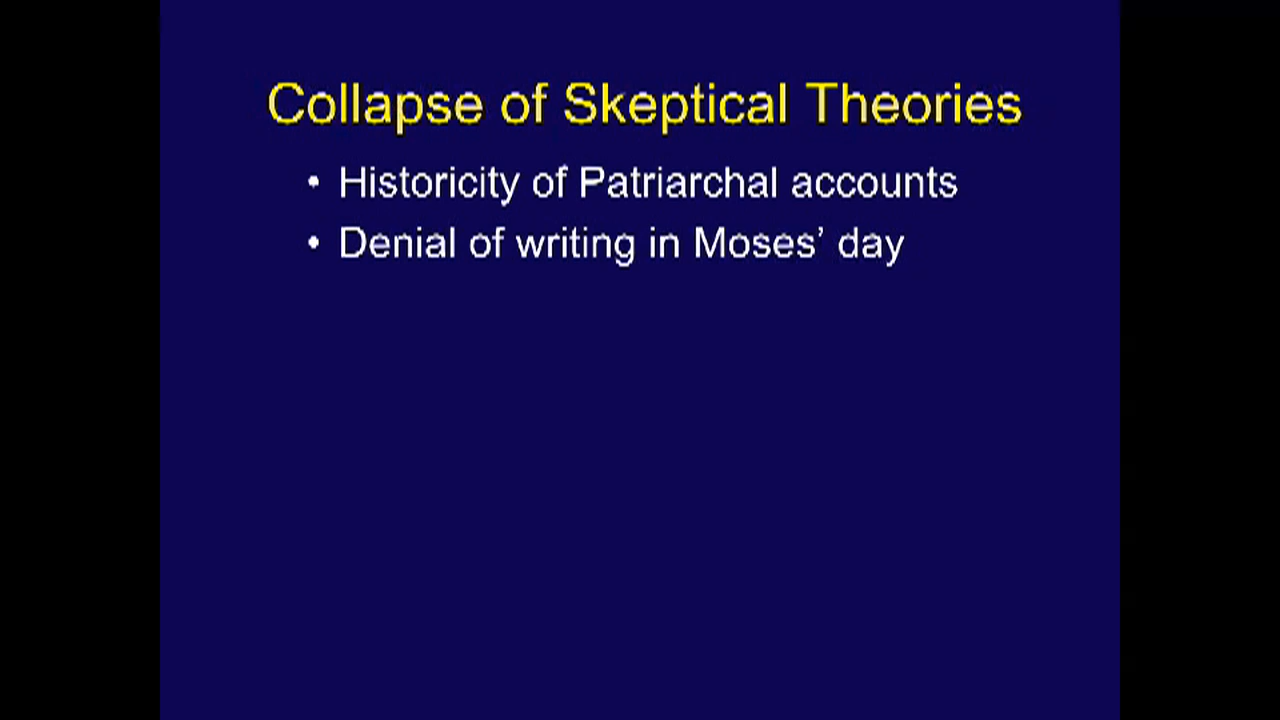 Collapse of Skeptical Theories
• Historicity of Patriarchal accounts
• Denial of writing in Moses’ day